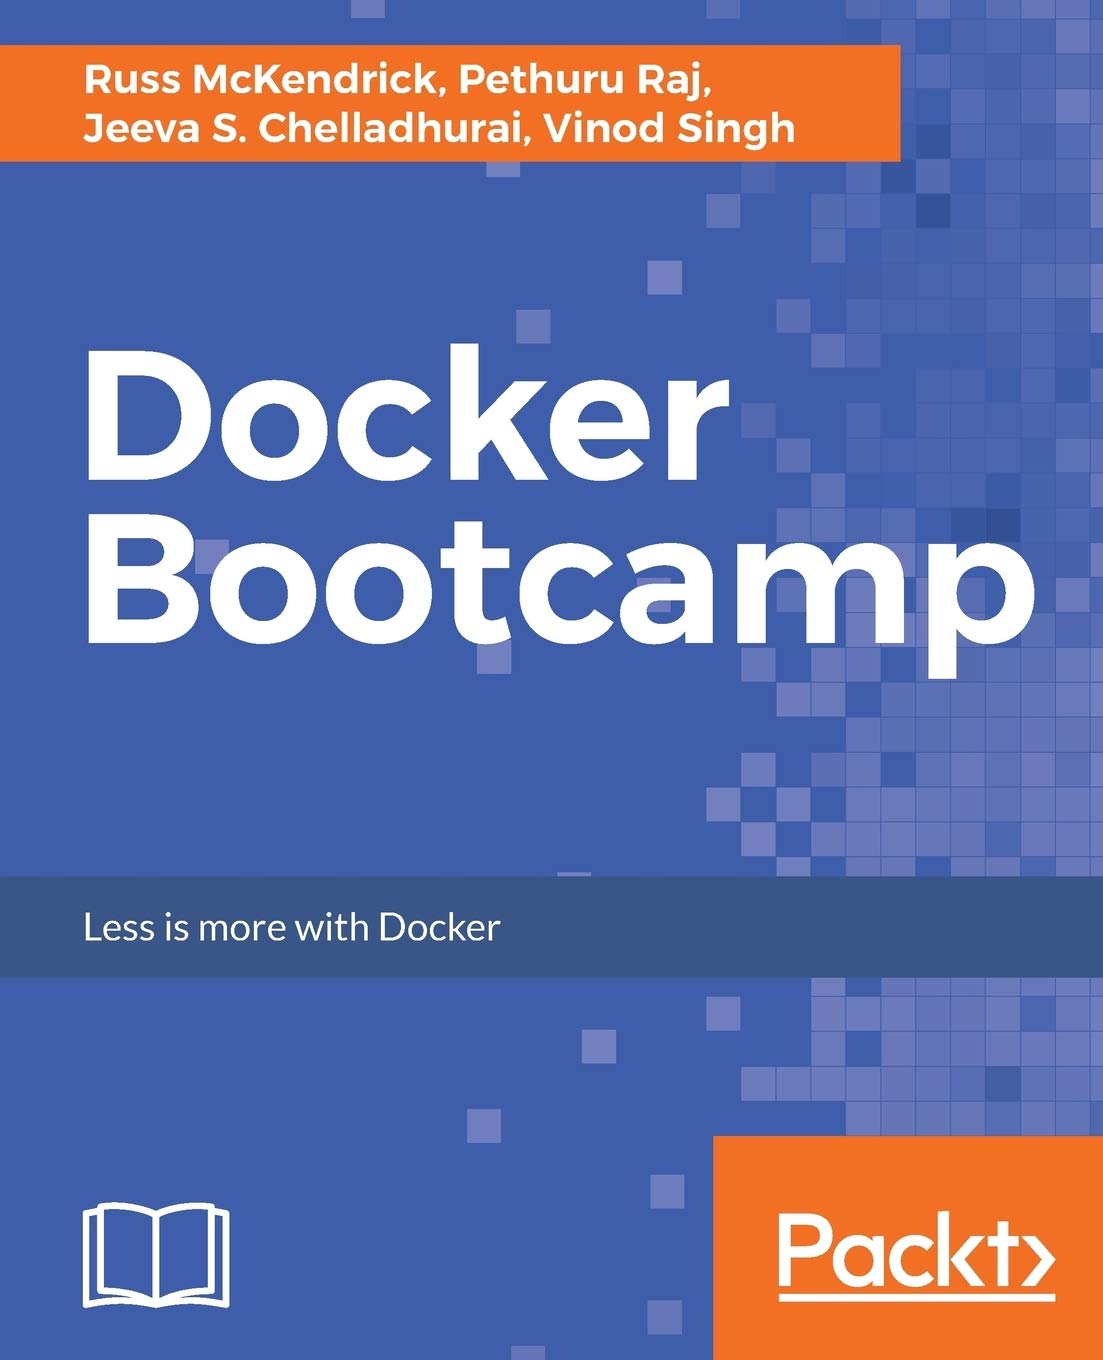 Russ McKendrick, Pethuru Raj,
Jeeva S. Chelladhurai, Vinod Singh
Docker
Bootcamp
Less is more with Docker
Packt>